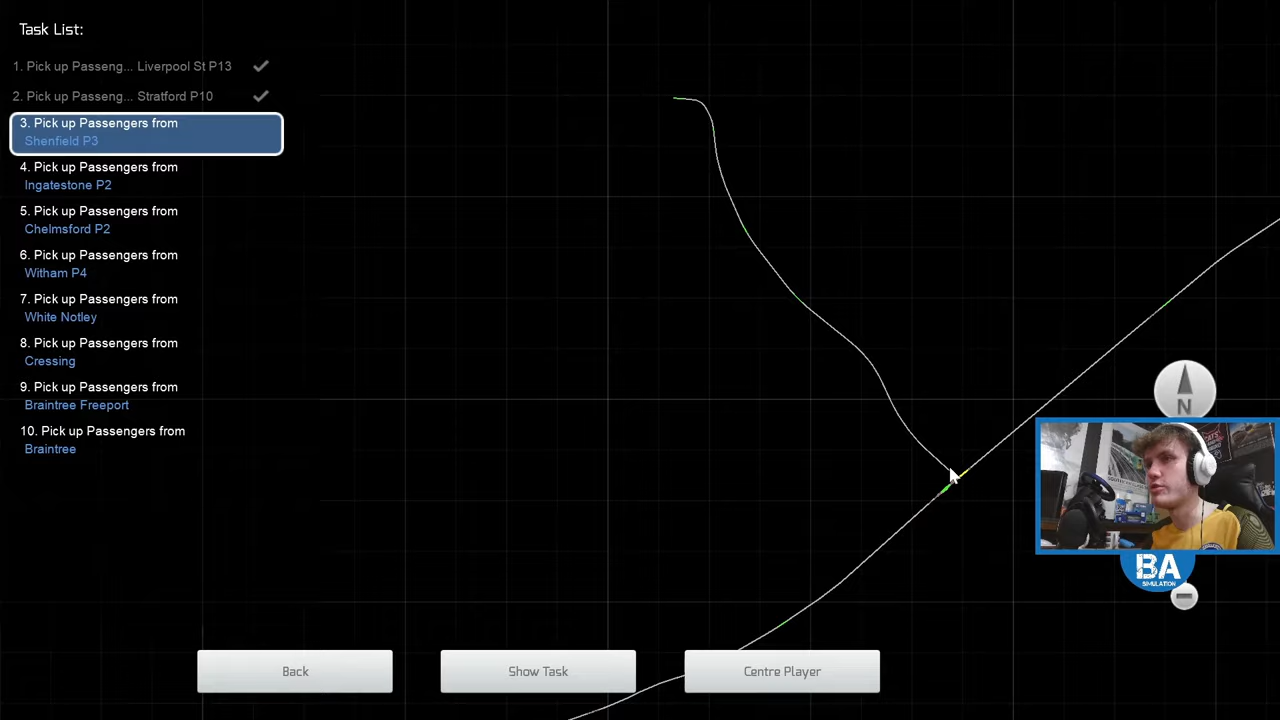 Task List:
1. Pick up Passeng... Liverpool St P13
2. Pick up Passeng... Stratford P10
3. Pick up Passengers from
Shenfield P3
4. Pick up Passengers from
Ingatestone P2
5. Pick up Passengers from
Chelmsford P2
6. Pick up Passengers from
Witham P4
7. Pick up Passengers from
White Notley
8. Pick up Passengers from
Cressing
9. Pick up Passengers from
Braintree Freeport
10. Pick up Passengers from
Braintree
N
BA
SIMULATION
Back
Show Task
Centre Player